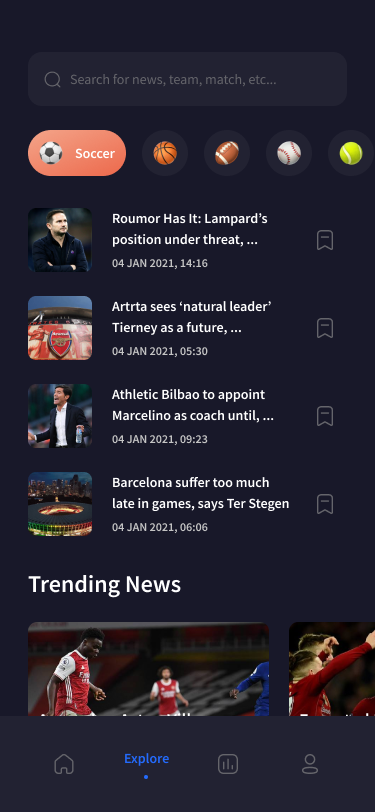 Search for news, team, match, etc...
Soccer
Roumor Has It: Lampard’s
position under threat, ...
04 JAN 2021, 14:16
Artrta sees ‘natural leader’
Tierney as a future, ...
04 JAN 2021, 05:30
Athletic Bilbao to appoint
Marcelino as coach until, ...
04 JAN 2021, 09:23
Barcelona suffer too much
late in games, says Ter Stegen
04 JAN 2021, 06:06
Trending News
Explore